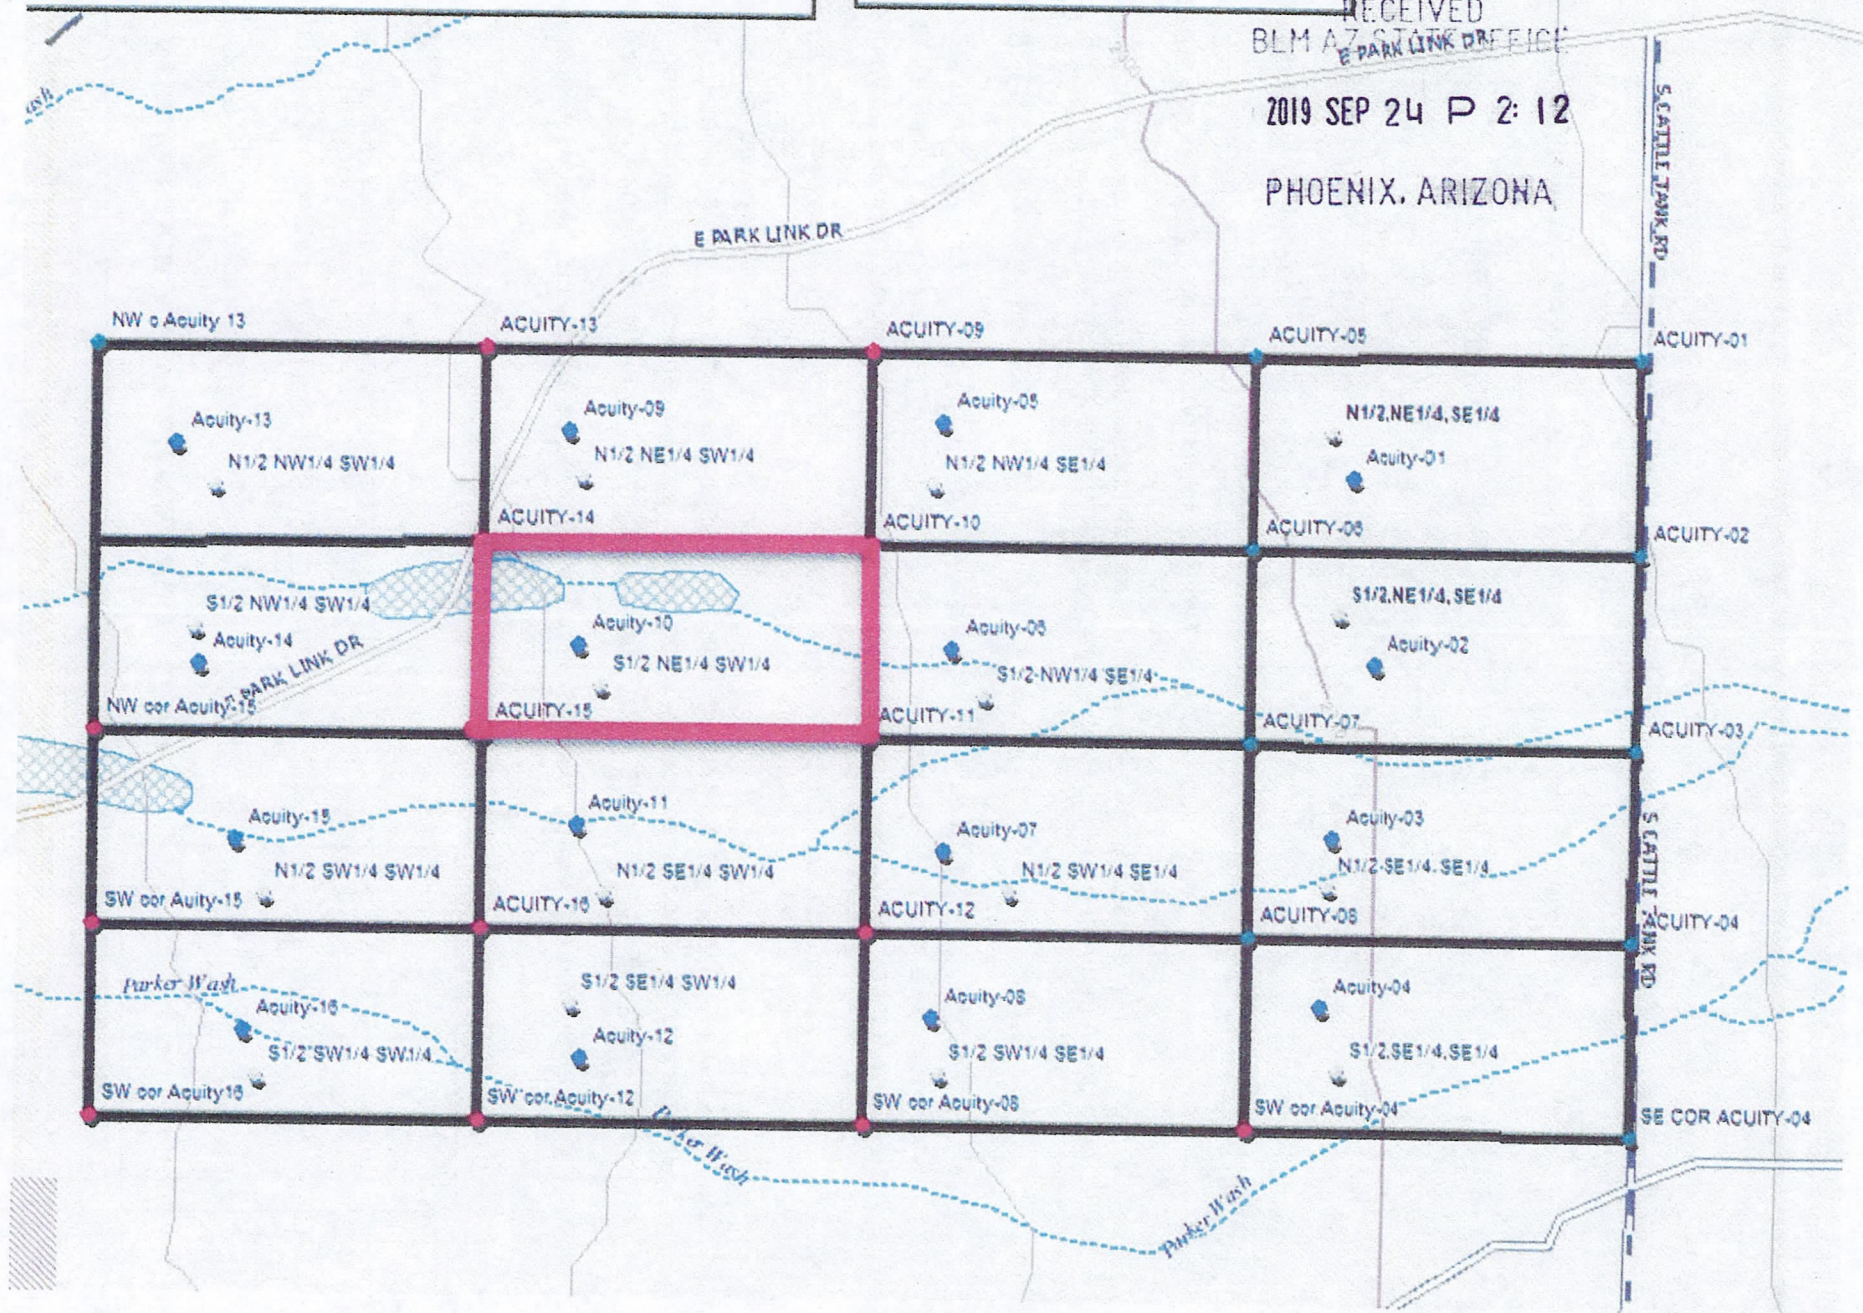 RECEIVED
BLM AZ STATE OFFICE
E PARK LINK DR
2019 SEP 24 P 2: 12
PHOENIX, ARIZONA
S CATTLE TANK RD
ash
E PARK LINK DR
NW c Acuity 13
ACUITY-13
ACUITY-09
ACUITY-05
ACUITY-01
Acuity-13
N1/2 NW1/4 SW1/4
Acuity-09
N1/2 NE1/4 SW1/4
Acuity-05
N1/2 NW1/4 SE1/4
N1/2,NE1/4,SE1/4
Acuity-01
ACUITY-14
ACUITY-10
ACUITY-06
ACUITY-02
S1/2 NW1/4 SW1/4
Acuity-14
E PARK LINK DR
Acuity-10
S1/2 NE1/4 SW1/4
Acuity-06
S1/2 NW1/4 SE1/4
S1/2,NE1/4,SE1/4
Acuity-02
NW cor Acuity-15
ACUITY-15
ACUITY-11
ACUITY-07
ACUITY-03
Acuity-15
N1/2 SW1/4 SW1/4
Acuity-11
N1/2 SE1/4 SW1/4
Acuity-07
N1/2 SW1/4 SE1/4
Acuity-03
N1/2 SE1/4, SE1/4
S CATTLE TANK RD
SW cor Auity-15
ACUITY-16
ACUITY-12
ACUITY-08
ACUITY-04
Parker Wash
Acuity-16
S1/2 SW1/4 SW1/4
S1/2 SE1/4 SW1/4
Acuity-12
Acuity-08
S1/2 SW1/4 SE1/4
Acuity-04
S1/2,SE1/4,SE1/4
SW cor Acuity16
SW cor Acuity-12
SW cor Acuity-08
SW cor Acuity-04
SE COR ACUITY-04
Parker Wash
Parker Wash